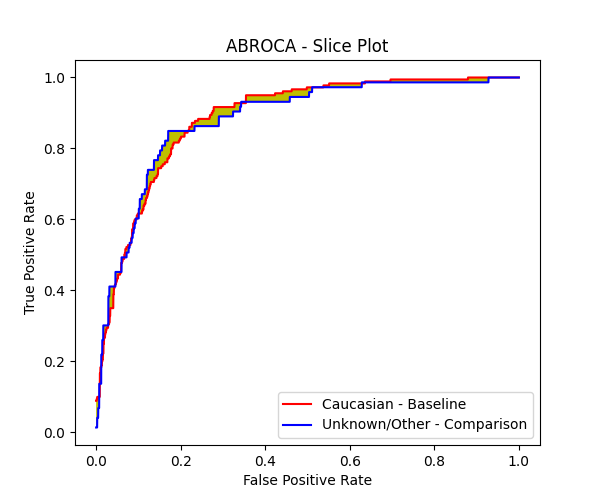 ABROCA - Slice Plot
True Positive Rate
1.0
0.8
0.6
0.4
0.2
0.0
Caucasian - Baseline
Unknown/Other - Comparison
0.0 0.2 0.4 0.6 0.8 1.0
False Positive Rate